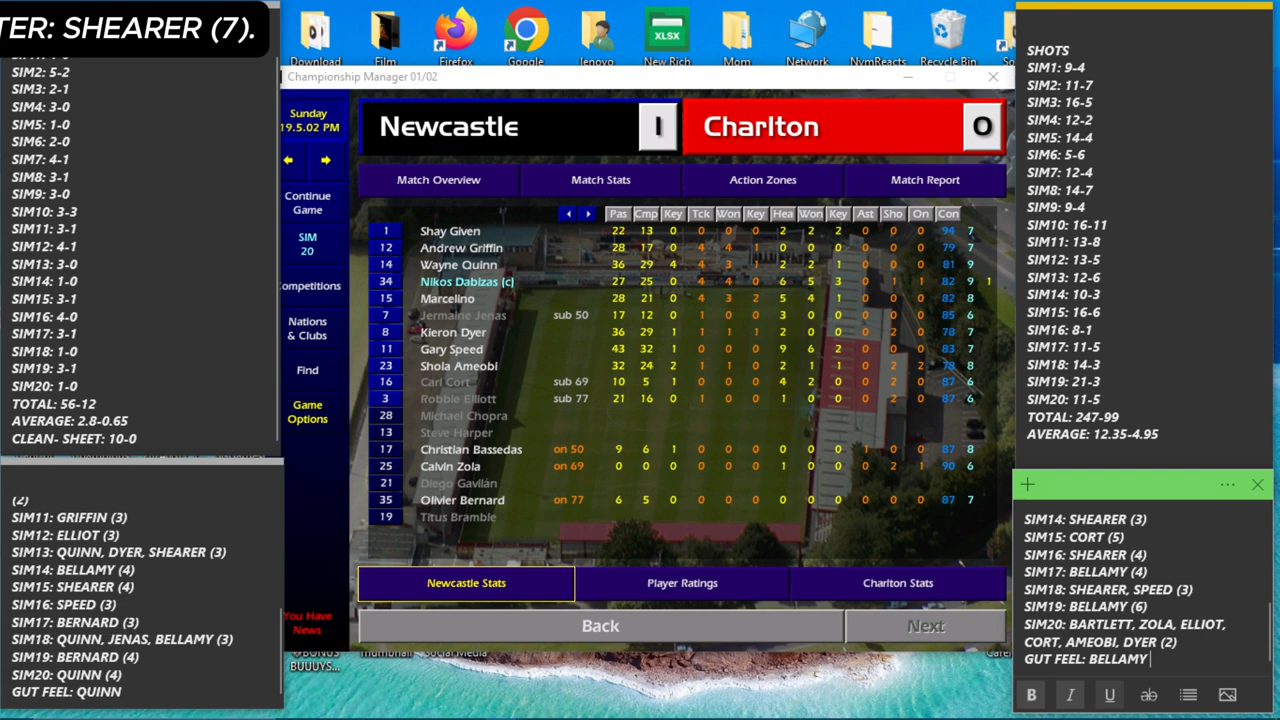 TER: SHEARER (7).
SIM2: 5-2
SIM3: 2-1
SIM4: 3-0
SIM5: 1-0
SIM6: 2-0
SIM7: 4-1
SIM8: 3-1
SIM9: 3-0
SIM10: 3-3
SIM11: 3-1
SIM12: 4-1
SIM13: 3-0
SIM14: 1-0
SIM15: 3-1
SIM16: 4-0
SIM17: 3-1
SIM18: 1-0
SIM19: 3-1
SIM20: 1-0
TOTAL: 56-12
AVERAGE: 2.8-0.65
CLEAN- SHEET: 10-0
(2)
SIM11: GRIFFIN (3)
SIM12: ELLIOT (3)
SIM13: QUINN, DYER, SHEARER (3)
SIM14: BELLAMY (4)
SIM15: SHEARER (4)
SIM16: SPEED (3)
SIM17: BERNARD (3)
SIM18: QUINN, JENAS, BELLAMY (3)
SIM19: BERNARD (4)
SIM20: QUINN (4)
GUT FEEL: QUINN
Download Film Firefox Google lenovo New Rich Mom Network NymReacts Recycle Bin So
XLSX
Championship Manager 01/02
Sunday
19.5.02 PM
Continue
Game
SIM
20
ompetitions
Nations
& Clubs
Find
Game
Options
You Have
News
Newcastle 1 Charlton 0
Match Overview Match Stats Action Zones Match Report
Pas Cmp Key Tck Won Key Hea Won Key Ast Sho On Con
1 Shay Given 22 13 0 0 0 0 2 2 2 0 0 0 94 7
12 Andrew Griffin 28 17 0 4 4 1 0 0 0 0 0 0 79 7
14 Wayne Quinn 36 29 4 4 3 1 2 2 1 0 0 0 81 9
34 Nikos Dabizas (c) 27 25 0 4 4 0 6 5 3 0 1 1 82 9 1
15 Marcelino 28 21 0 4 3 2 5 4 1 0 0 0 82 8
7 Jermaine Jenas sub 50 17 12 0 1 0 0 3 0 0 0 0 0 85 6
8 Kieron Dyer 36 29 1 1 1 1 2 0 0 0 2 0 78 7
11 Gary Speed 43 32 1 1 0 0 9 6 2 0 0 0 83 7
23 Shola Ameobi 32 24 2 1 1 0 2 1 1 0 2 2 78 8
16 Carl Cort sub 69 10 5 1 0 0 0 4 2 0 0 2 0 87 6
3 Robbie Elliott sub 77 21 16 0 1 0 0 1 0 0 0 2 0 87 6
28 Michael Chopra
13 Steve Harper
17 Christian Bassedas on 50 9 6 1 0 0 0 0 0 0 1 0 0 87 8
25 Calvin Zola on 69 0 0 0 0 0 0 1 0 0 0 2 1 90 6
21 Diego Gavilán
35 Olivier Bernard on 77 6 5 0 0 0 0 0 0 0 0 0 0 87 7
19 Titus Bramble
Newcastle Stats Player Ratings Charlton Stats
Back Next
BUUUYS...
SHOTS
SIM1: 9-4
SIM2: 11-7
SIM3: 16-5
SIM4: 12-2
SIM5: 14-4
SIM6: 5-6
SIM7: 12-4
SIM8: 14-7
SIM9: 9-4
SIM10: 16-11
SIM11: 13-8
SIM12: 13-5
SIM13: 12-6
SIM14: 10-3
SIM15: 16-6
SIM16: 8-1
SIM17: 11-5
SIM18: 14-3
SIM19: 21-3
SIM20: 11-5
TOTAL: 247-99
AVERAGE: 12.35-4.95
SIM14: SHEARER (3)
SIM15: CORT (5)
SIM16: SHEARER (4)
SIM17: BELLAMY (4)
SIM18: SHEARER, SPEED (3)
SIM19: BELLAMY (6)
SIM20: BARTLETT, ZOLA, ELLIOT,
CORT, AMEOBI, DYER (2)
GUT FEEL: BELLAMY
B I U ab